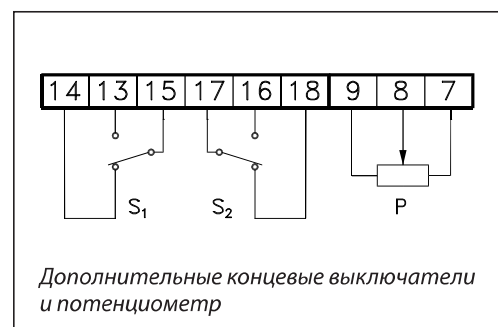 14 13 15 17 16 18 9 8 7
S₁ S₂ P
Дополнительные концевые выключатели
и потенциометр